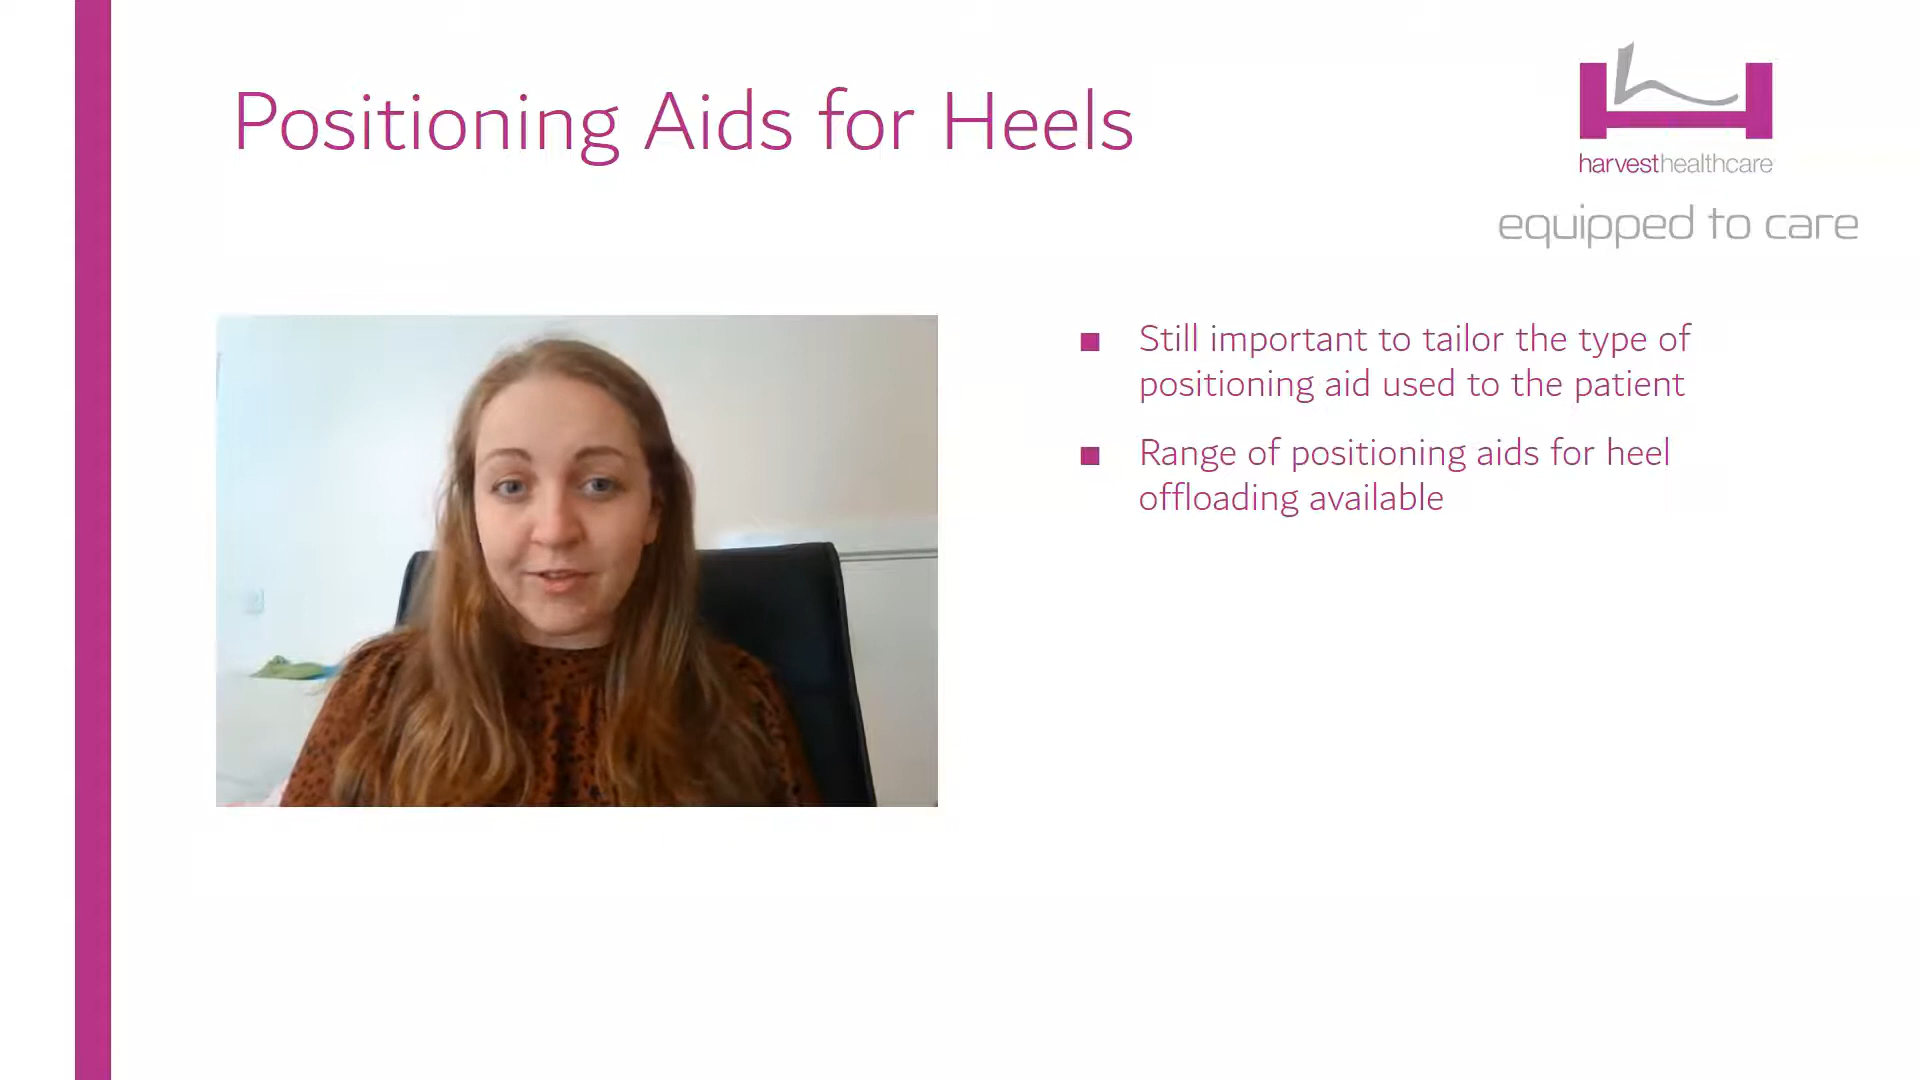 Positioning Aids for Heels
harvesthealthcare
equipped to care
Still important to tailor the type of
positioning aid used to the patient
Range of positioning aids for heel
offloading available